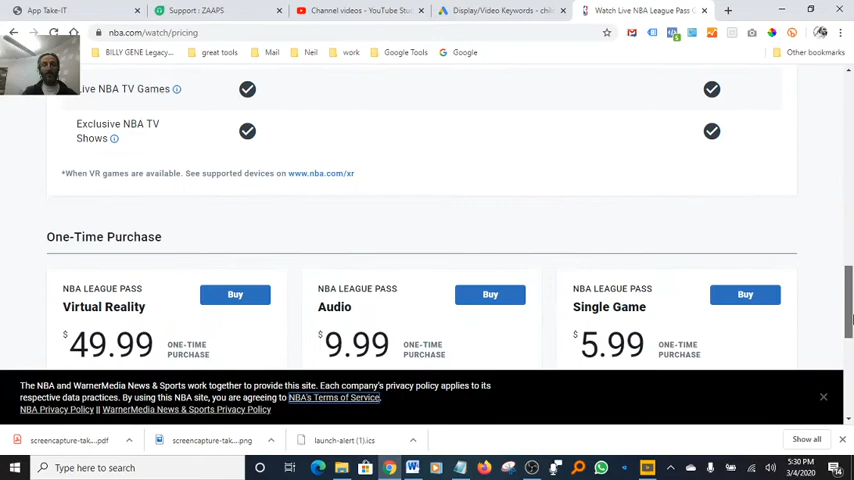 App Take-IT
Support : ZAAPS
Channel videos - YouTube Stu
Display/Video Keywords - chil
Watch Live NBA League Pass
nba.com/watch/pricing
BILLY GENE Legacy...
great tools
Mail
Neil
work
Google Tools
Google
Other bookmarks
Live NBA TV Games
Exclusive NBA TV
Shows
*When VR games are available. See supported devices on www.nba.com/xr
One-Time Purchase
NBA LEAGUE PASS
Virtual Reality
Buy
$49.99 ONE-TIME
PURCHASE
NBA LEAGUE PASS
Audio
Buy
$9.99 ONE-TIME
PURCHASE
NBA LEAGUE PASS
Single Game
Buy
$5.99 ONE-TIME
PURCHASE
The NBA and WarnerMedia News & Sports work together to provide this site. Each company's privacy policy applies to its
respective data practices. By using this NBA site, you are agreeing to NBA's Terms of Service.
NBA Privacy Policy || WarnerMedia News & Sports Privacy Policy
screencapture-tak....pdf
screencapture-tak....png
launch-alert (1).ics
Show all
Type here to search
5:30 PM
3/4/2020